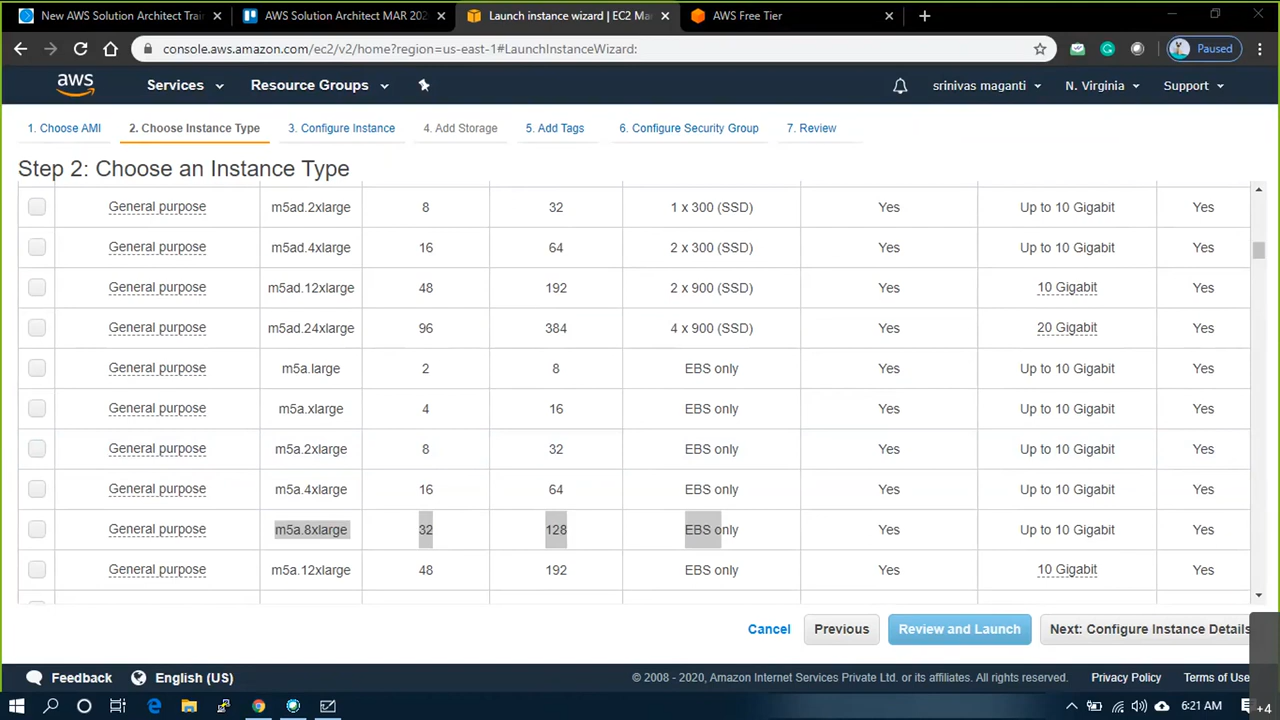 New AWS Solution Architect Trai
AWS Solution Architect MAR 202
Launch instance wizard | EC2 Ma
AWS Free Tier
console.aws.amazon.com/ec2/v2/home?region=us-east-1#LaunchInstanceWizard:
Paused
aws
Services
Resource Groups
srinivas maganti
N. Virginia
Support
1. Choose AMI
2. Choose Instance Type
3. Configure Instance
4. Add Storage
5. Add Tags
6. Configure Security Group
7. Review
Step 2: Choose an Instance Type
General purpose m5ad.2xlarge 8 32 1 x 300 (SSD) Yes Up to 10 Gigabit Yes
General purpose m5ad.4xlarge 16 64 2 x 300 (SSD) Yes Up to 10 Gigabit Yes
General purpose m5ad.12xlarge 48 192 2 x 900 (SSD) Yes 10 Gigabit Yes
General purpose m5ad.24xlarge 96 384 4 x 900 (SSD) Yes 20 Gigabit Yes
General purpose m5a.large 2 8 EBS only Yes Up to 10 Gigabit Yes
General purpose m5a.xlarge 4 16 EBS only Yes Up to 10 Gigabit Yes
General purpose m5a.2xlarge 8 32 EBS only Yes Up to 10 Gigabit Yes
General purpose m5a.4xlarge 16 64 EBS only Yes Up to 10 Gigabit Yes
General purpose m5a.8xlarge 32 128 EBS only Yes Up to 10 Gigabit Yes
General purpose m5a.12xlarge 48 192 EBS only Yes 10 Gigabit Yes
Cancel
Previous
Review and Launch
Next: Configure Instance Details
Feedback
English (US)
© 2008 - 2020, Amazon Internet Services Private Ltd. or its affiliates. All rights reserved.
Privacy Policy
Terms of Use
6:21 AM
+4